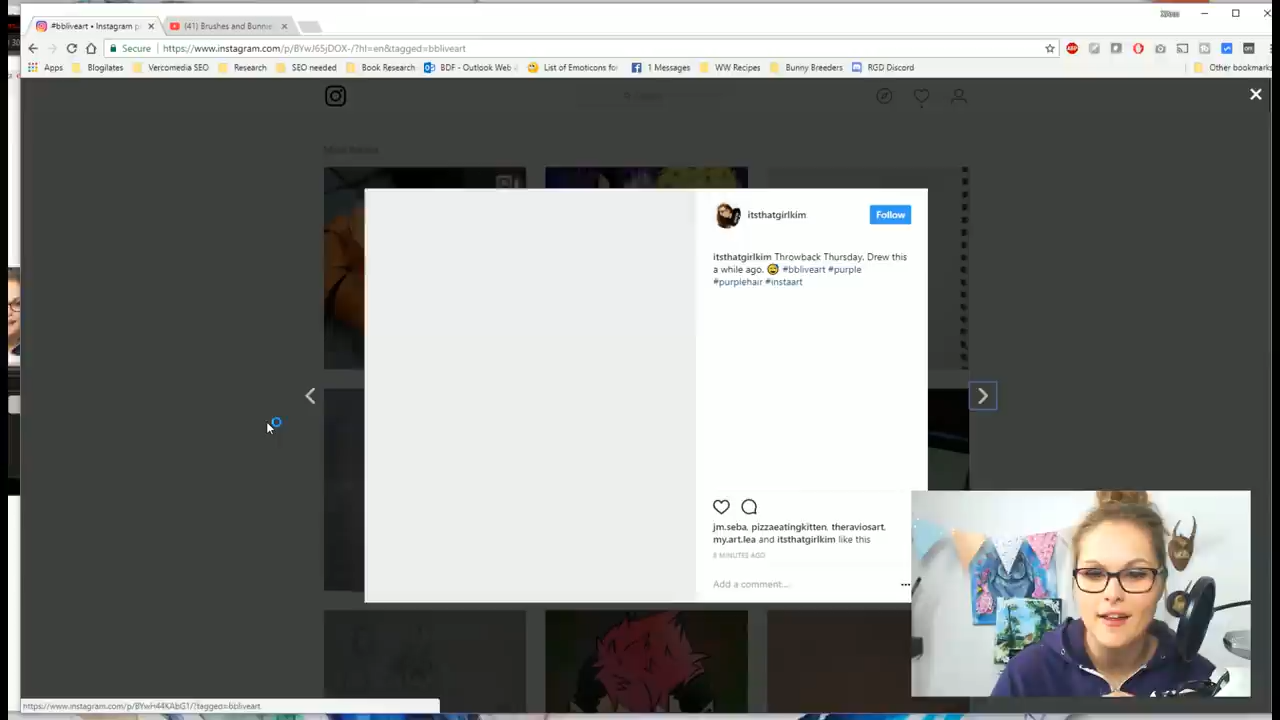 #bbliveart • Instagram p
(41) Brushes and Bunnie
Secure
https://www.instagram.com/p/BYwJ65jDOX-/?hl=en&tagged=bbliveart
Apps
Blogilates
Vercomedia SEO
Research
SEO needed
Book Research
BDF - Outlook Web
List of Emoticons for
1 Messages
WW Recipes
Bunny Breeders
RGD Discord
Other bookmarks
Search
Most Recent
itsthatgirlkim
Follow
itsthatgirlkim Throwback Thursday. Drew this
a while ago. 😅 #bbliveart #purple
#purplehair #instaart
jm.seba, pizzaeatingkitten, theraviosart,
my.art.lea and itsthatgirlkim like this
8 MINUTES AGO
Add a comment...
https://www.instagram.com/p/BYwH44KAbG1/?tagged=bbliveart